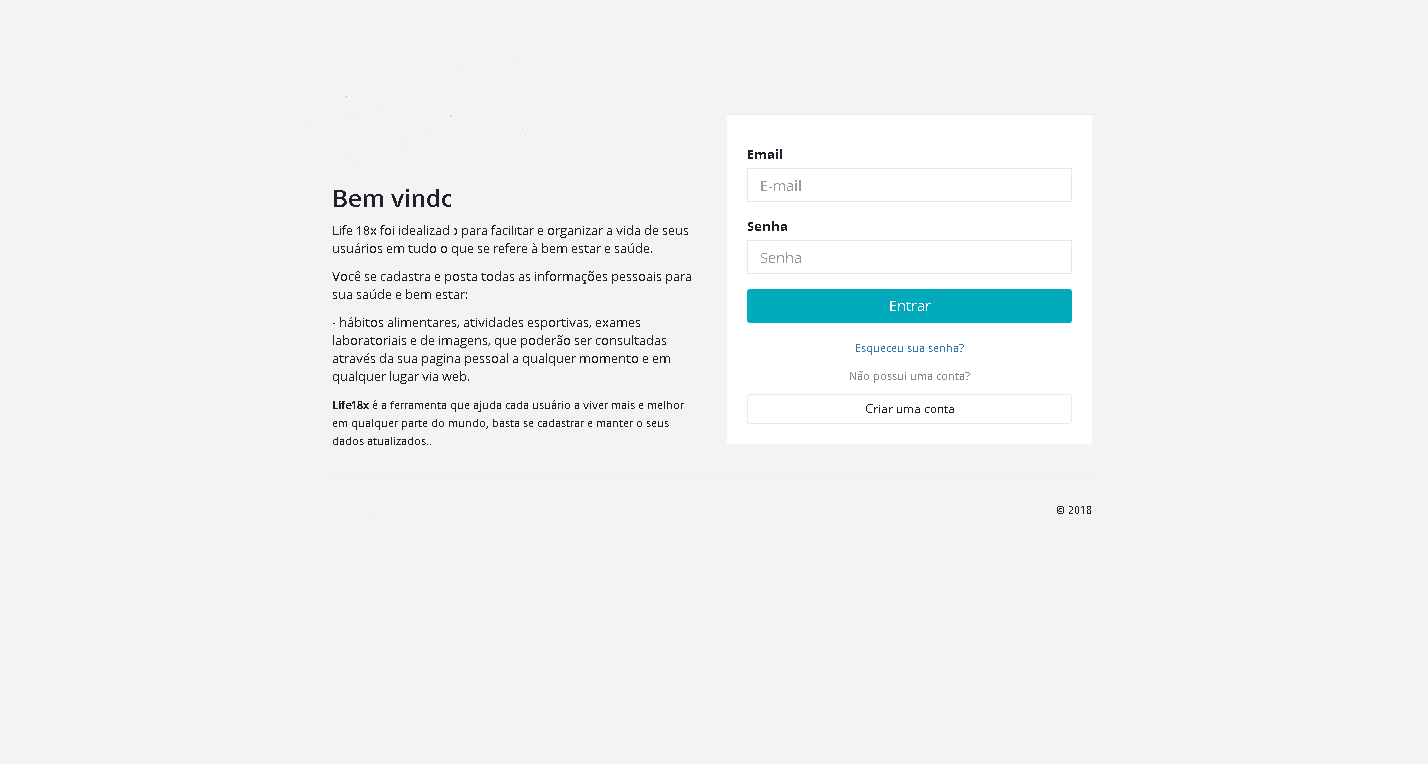 Bem vindo
Life 18x foi idealizado para facilitar e organizar a vida de seus
usuários em tudo o que se refere à bem estar e saúde.
Você se cadastra e posta todas as informações pessoais para
sua saúde e bem estar:
- hábitos alimentares, atividades esportivas, exames
laboratoriais e de imagens, que poderão ser consultadas
através da sua pagina pessoal a qualquer momento e em
qualquer lugar via web.
Life18x é a ferramenta que ajuda cada usuário a viver mais e melhor
em qualquer parte do mundo, basta se cadastrar e manter o seus
dados atualizados..
Email
E-mail
Senha
Senha
Entrar
Esqueceu sua senha?
Não possui uma conta?
Criar uma conta
© 2018